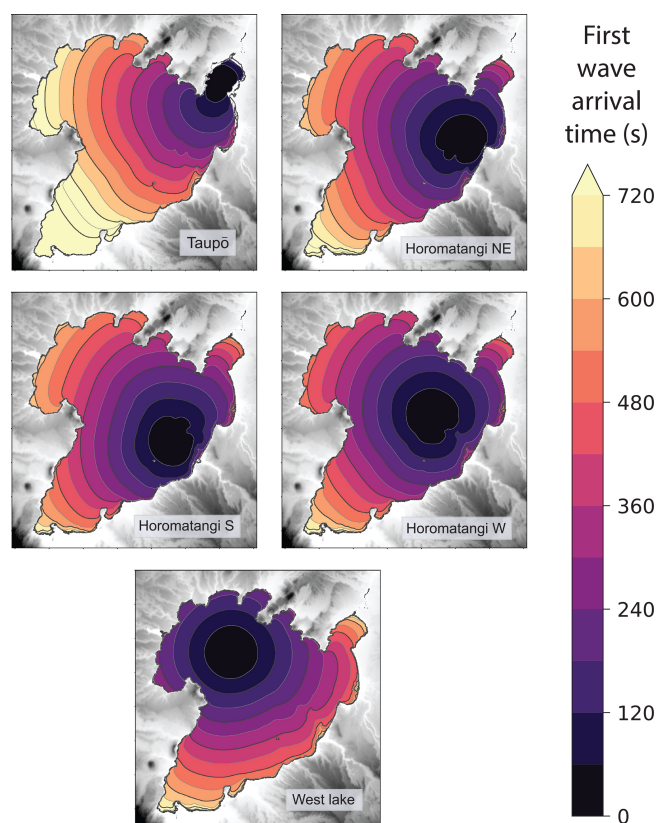 First
wave
arrival
time (s)
Taupō
Horomatangi NE
720
600
480
360
240
120
0
Horomatangi S
Horomatangi W
West lake